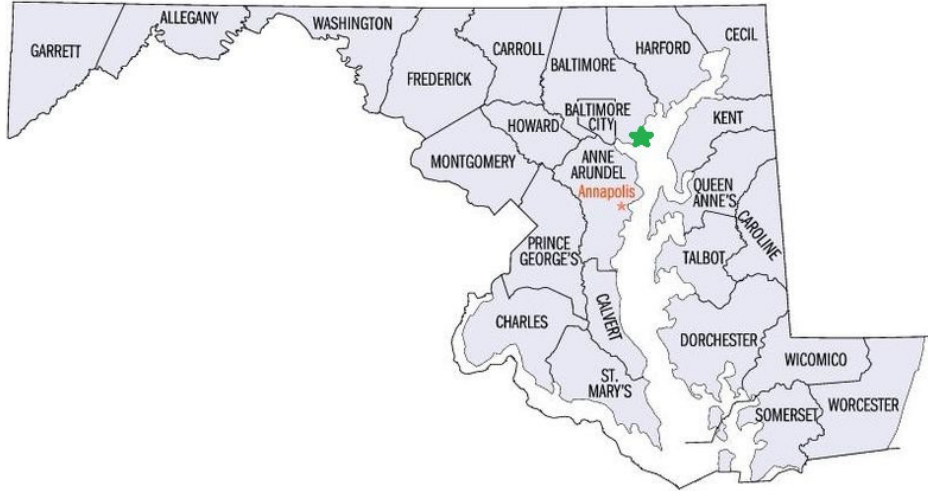 GARRETT
ALLEGANY
WASHINGTON
FREDERICK
CARROLL
BALTIMORE
HARFORD
CECIL
BALTIMORE
CITY
HOWARD
KENT
MONTGOMERY
ANNE
ARUNDEL
Annapolis
QUEEN
ANNE'S
CAROLINE
PRINCE
GEORGE'S
TALBOT
CHARLES
CALVERT
DORCHESTER
WICOMICO
ST.
MARY'S
SOMERSET
WORCESTER